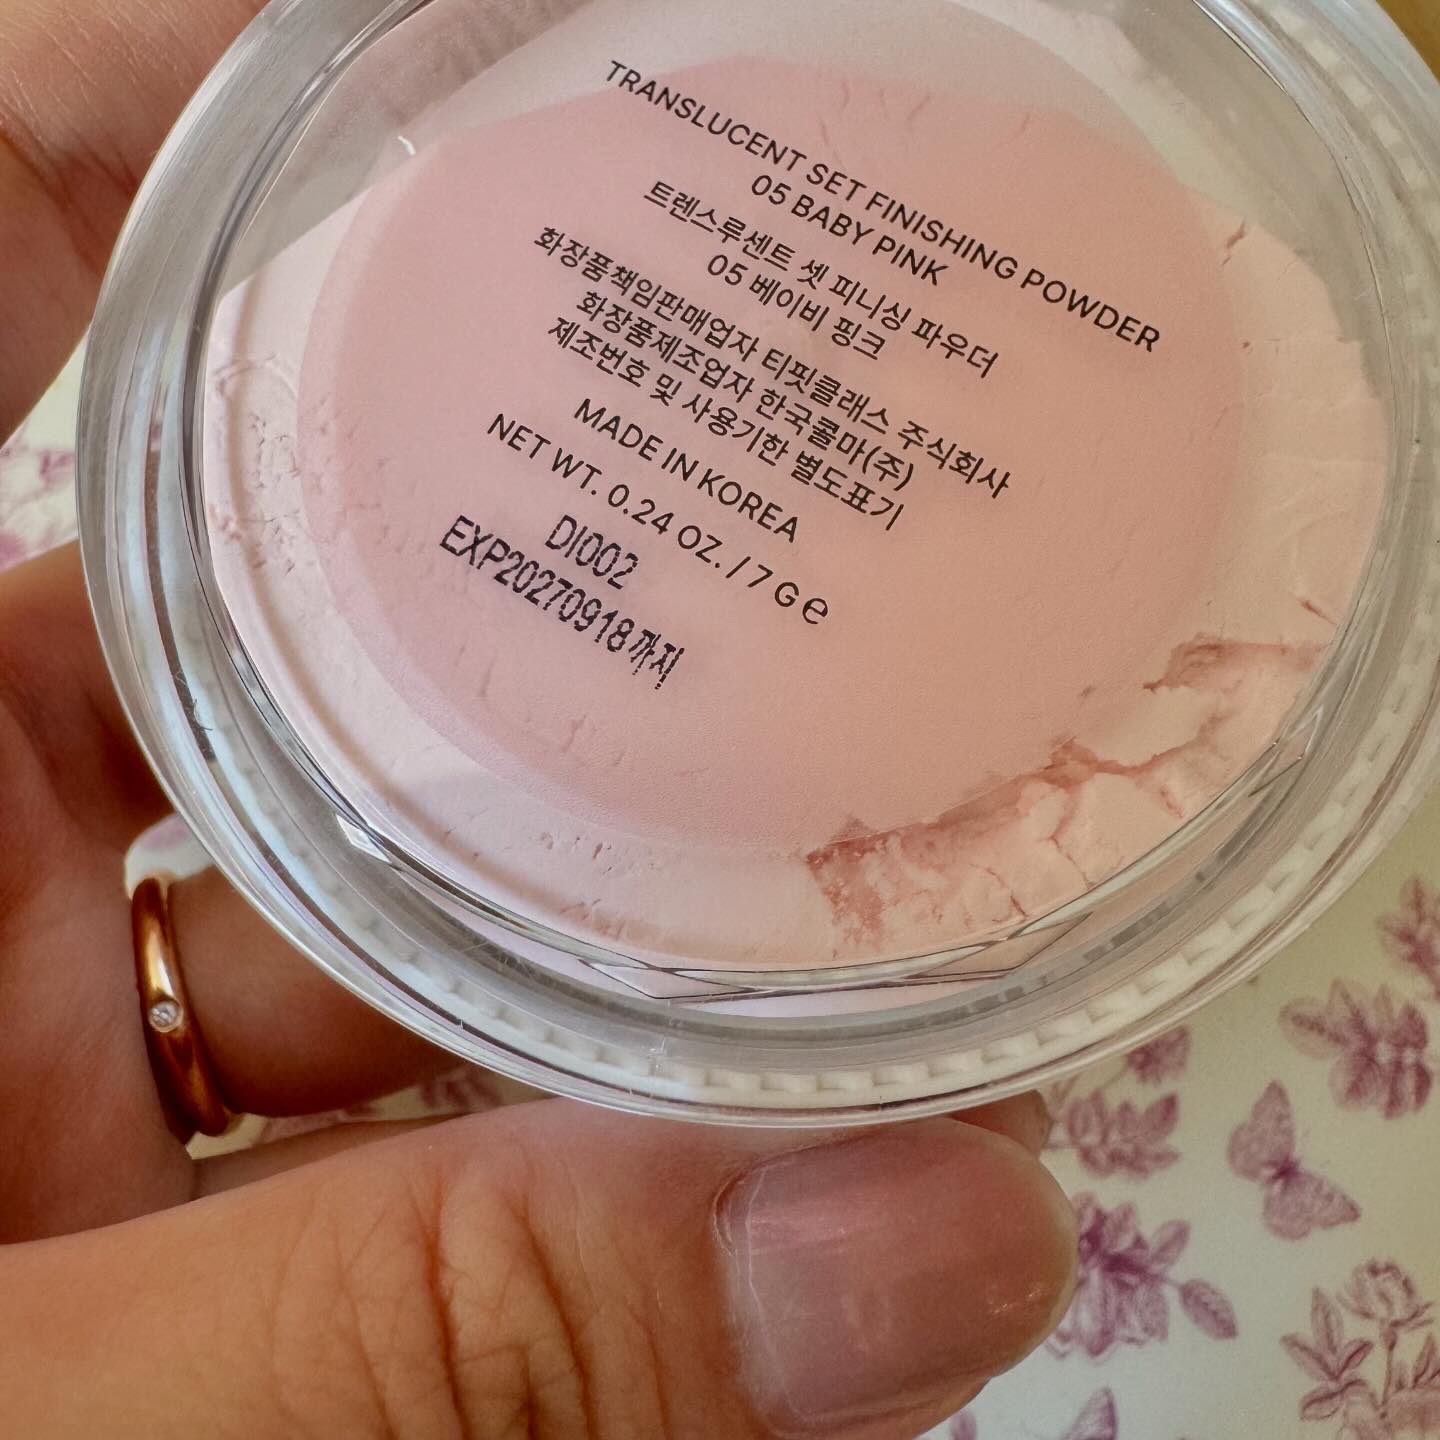 TRANSLUCENT SET FINISHING POWDER
05 BABY PINK
트렌스루센트 셋 피니싱 파우더
05 베이비 핑크
화장품책임판매업자 티핏클래스 주식회사
화장품제조업자 한국콜마(주)
제조번호 및 사용기한 별도표기
MADE IN KOREA
NET WT. 0.24 OZ. / 7 G ℮
DI002
EXP20270918까지